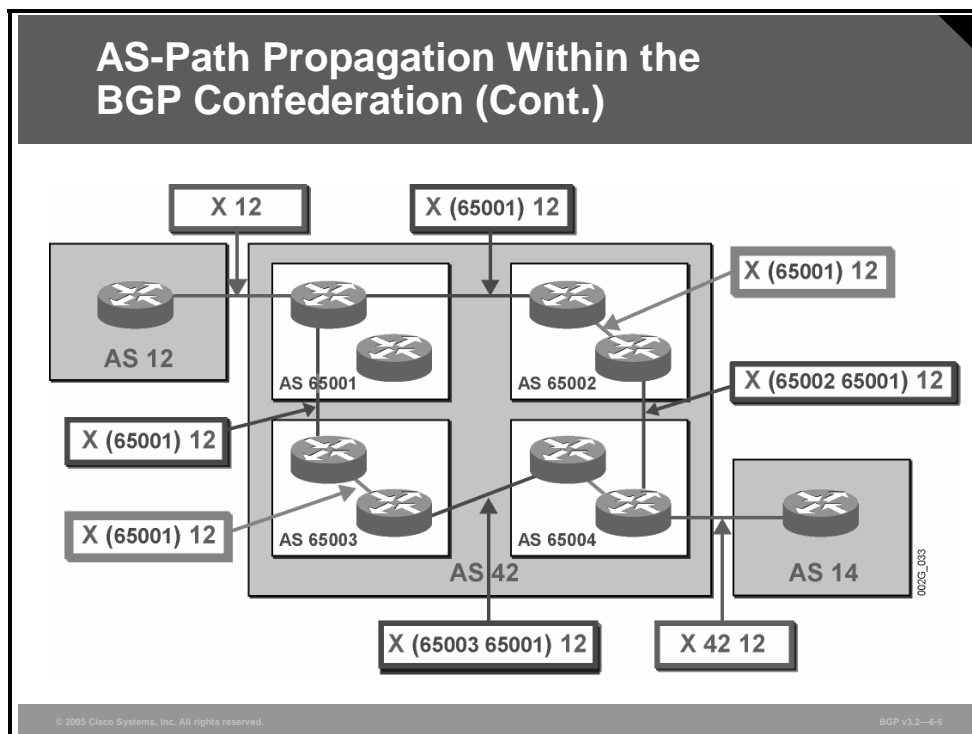 AS-Path Propagation Within the
BGP Confederation (Cont.)
X 12
X (65001) 12
X (65001) 12
AS 12
AS 65001
AS 65002
X (65002 65001) 12
X (65001) 12
X (65001) 12
AS 65003
AS 65004
AS 42
AS 14
002G_033
X (65003 65001) 12
X 42 12
© 2005 Cisco Systems, Inc. All rights reserved.
BGP v3.2—6-6